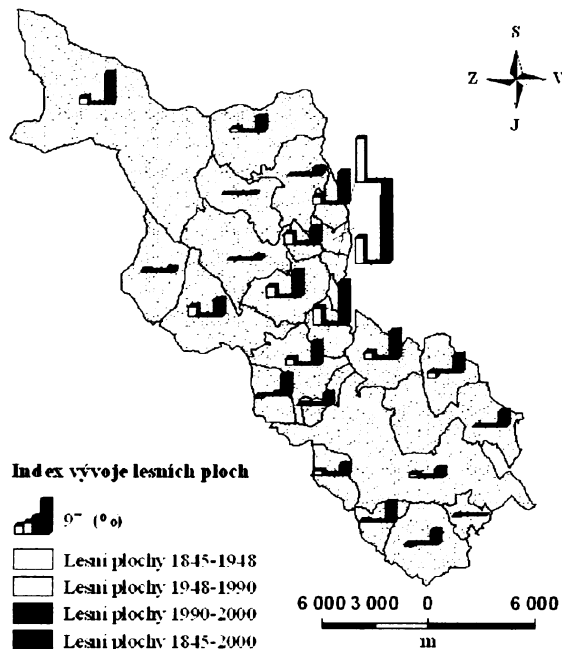 S
Z V
J
Index vývoje lesních ploch
(%)
Lesní plochy 1845-1948
Lesní plochy 1948-1990
Lesní plochy 1990-2000
Lesní plochy 1845-2000
6 000 3 000 0 6 000
m